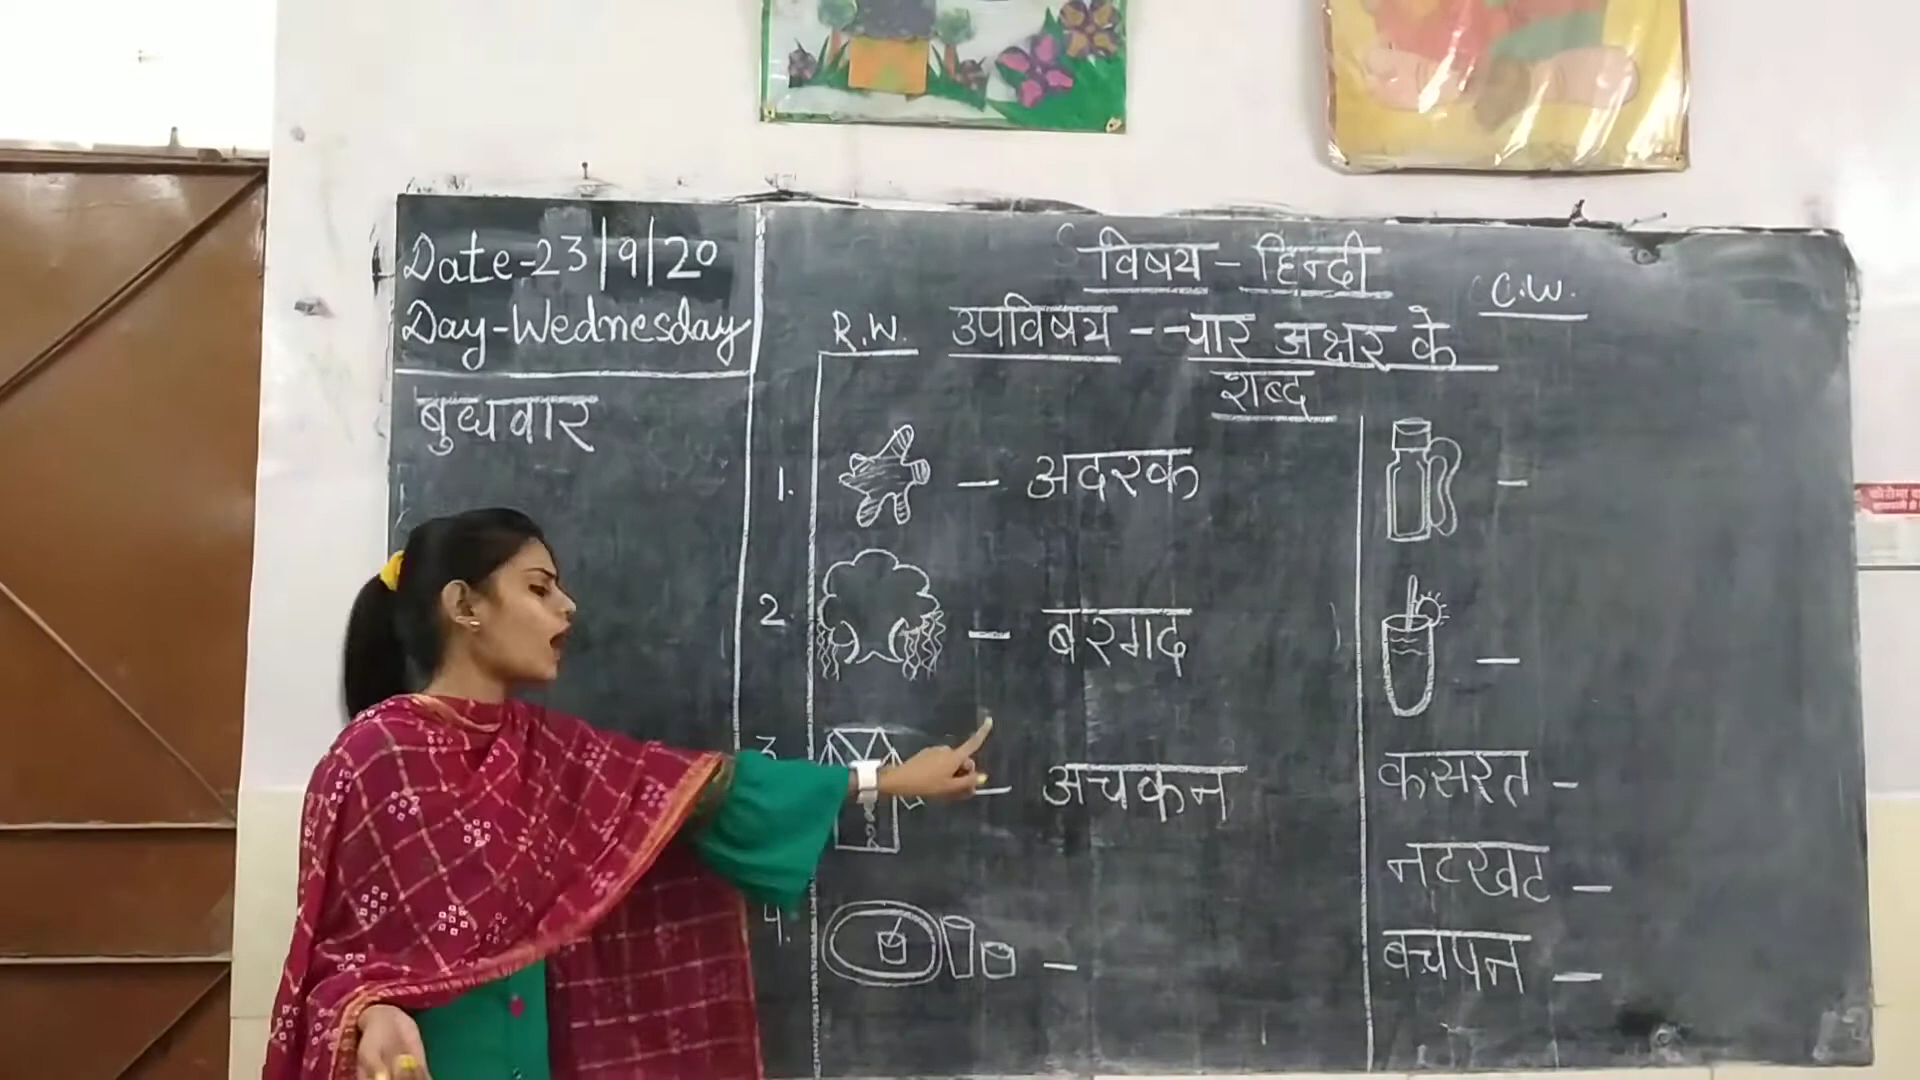 Date-23/9/20
Day-Wednesday
बुधवार
विषय - हिन्दी
C.W.
R.W. उपविषय - चार अक्षर के
शब्द
1. - अदरक -
2. - बरगद -
3. - अचकन
कसरत -
नटखट -
4. -
बचपन -